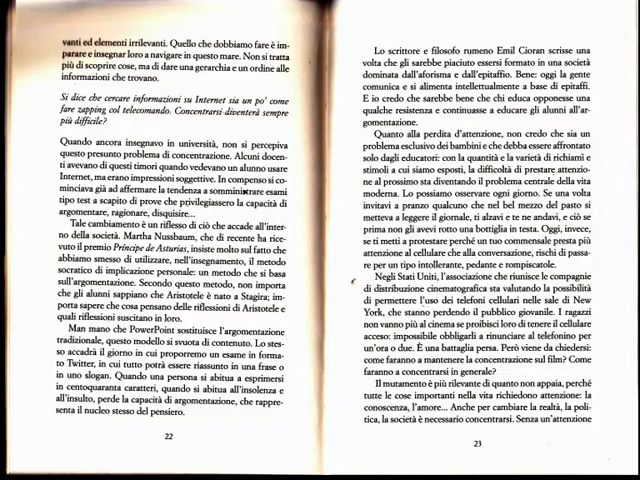 vanti ed elementi irrilevanti. Quello che dobbiamo fare è im-
parare e insegnar loro a navigare in questo mare. Non si tratta
più di scoprire cose, ma di dare una gerarchia e un ordine alle
informazioni che trovano.
Si dice che cercare informazioni su Internet sia un po' come
fare zapping col telecomando. Concentrarsi diventerà sempre
più difficile?
Quando ancora insegnavo in università, non si percepiva
questo presunto problema di concentrazione. Alcuni docen-
ti avevano di questi timori quando vedevano un alunno usare
Internet, ma erano impressioni soggettive. In compenso si co-
minciava già ad affermare la tendenza a somministrare esami
tipo test a scapito di prove che privilegiassero la capacità di
argomentare, ragionare, disquisire...
Tale cambiamento è un riflesso di ciò che accade all'inter-
no della società. Martha Nussbaum, che di recente ha rice-
vuto il premio Príncipe de Asturias, insiste molto sul fatto che
abbiamo smesso di utilizzare, nell'insegnamento, il metodo
socratico di implicazione personale: un metodo che si basa
sull'argomentazione. Secondo questo metodo, non importa
che gli alunni sappiano che Aristotele è nato a Stagira; im-
porta sapere che cosa pensano delle riflessioni di Aristotele e
quali riflessioni suscitano in loro.
Man mano che PowerPoint sostituisce l'argomentazione
tradizionale, questo modello si svuota di contenuto. Lo stes-
so accadrà il giorno in cui proporremo un esame in forma-
to Twitter, in cui tutto potrà essere riassunto in una frase o
in uno slogan. Quando una persona si abitua a esprimersi
in centoquaranta caratteri, quando si abitua all'insolenza e
all'insulto, perde la capacità di argomentazione, che rappre-
senta il nucleo stesso del pensiero.
22
Lo scrittore e filosofo rumeno Emil Cioran scrisse una
volta che gli sarebbe piaciuto essersi formato in una società
dominata dall'aforisma e dall'epitaffio. Bene: oggi la gente
comunica e si alimenta intellettualmente a base di epitaffi.
E io credo che sarebbe bene che chi educa opponesse una
qualche resistenza e continuasse a educare gli alunni all'ar-
gomentazione.
Quanto alla perdita d'attenzione, non credo che sia un
problema esclusivo dei bambini e che debba essere affrontato
solo dagli educatori: con la quantità e la varietà di richiami e
stimoli a cui siamo esposti, la difficoltà di prestare attenzio-
ne al prossimo sta diventando il problema centrale della vita
moderna. Lo possiamo osservare ogni giorno. Se una volta
invitavi a pranzo qualcuno che nel bel mezzo del pasto si
metteva a leggere il giornale, ti alzavi e te ne andavi, e ciò se
prima non gli avevi rotto una bottiglia in testa. Oggi, invece,
se ti metti a protestare perché un tuo commensale presta più
attenzione al cellulare che alla conversazione, rischi di passa-
re per un tipo intollerante, pedante e rompiscatole.
Negli Stati Uniti, l'associazione che riunisce le compagnie
di distribuzione cinematografica sta valutando la possibilità
di permettere l'uso dei telefoni cellulari nelle sale di New
York, che stanno perdendo il pubblico giovanile. I ragazzi
non vanno più al cinema se proibisci loro di tenere il cellulare
acceso: impossibile obbligarli a rinunciare al telefonino per
un'ora o due. È una battaglia persa. Però viene da chiedersi:
come faranno a mantenere la concentrazione sul film? Come
faranno a concentrarsi in generale?
Il mutamento è più rilevante di quanto non appaia, perché
tutte le cose importanti nella vita richiedono attenzione: la
conoscenza, l'amore... Anche per cambiare la realtà, la poli-
tica, la società è necessario concentrarsi. Senza un'attenzione
23